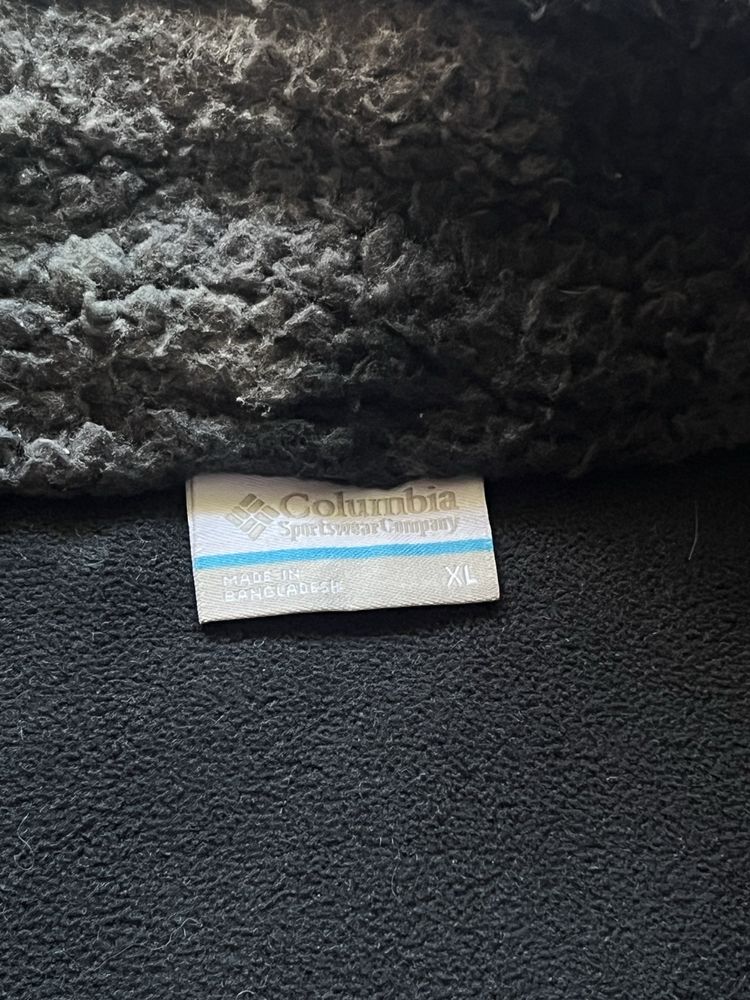 Columbia
Sportswear Company
MADE IN
BANGLADESH
XL